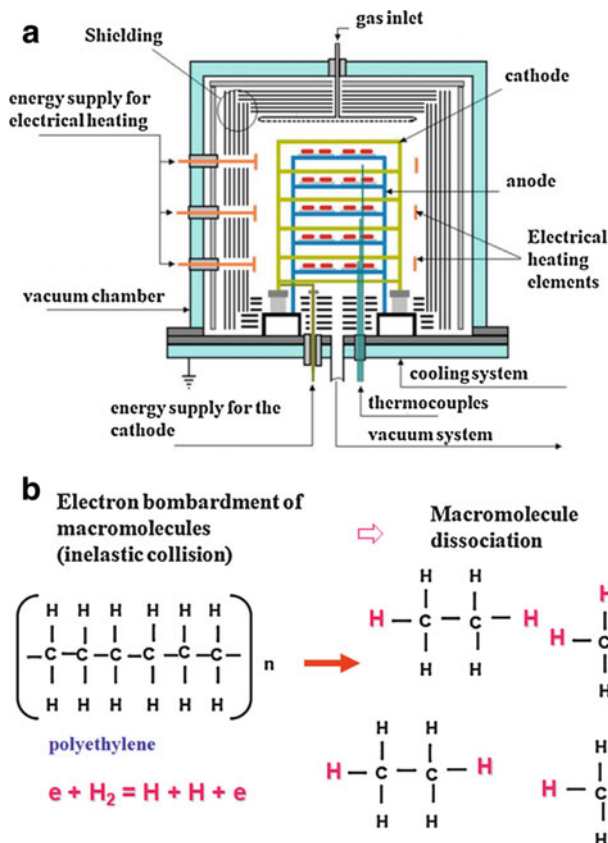 a
gas inlet
Shielding
cathode
energy supply for
electrical heating
anode
Electrical
heating
elements
vacuum chamber
cooling system
energy supply for the
cathode
thermocouples
vacuum system
b
Electron bombardment of
macromolecules
(inelastic collision)
Macromolecule
dissociation
H H H H H H
C C C C C C
H H H H H H
n
polyethylene
e + H₂ = H + H + e
H H
H C C H
H H
H
H C
H H
H C C H
H H
H
H C
H